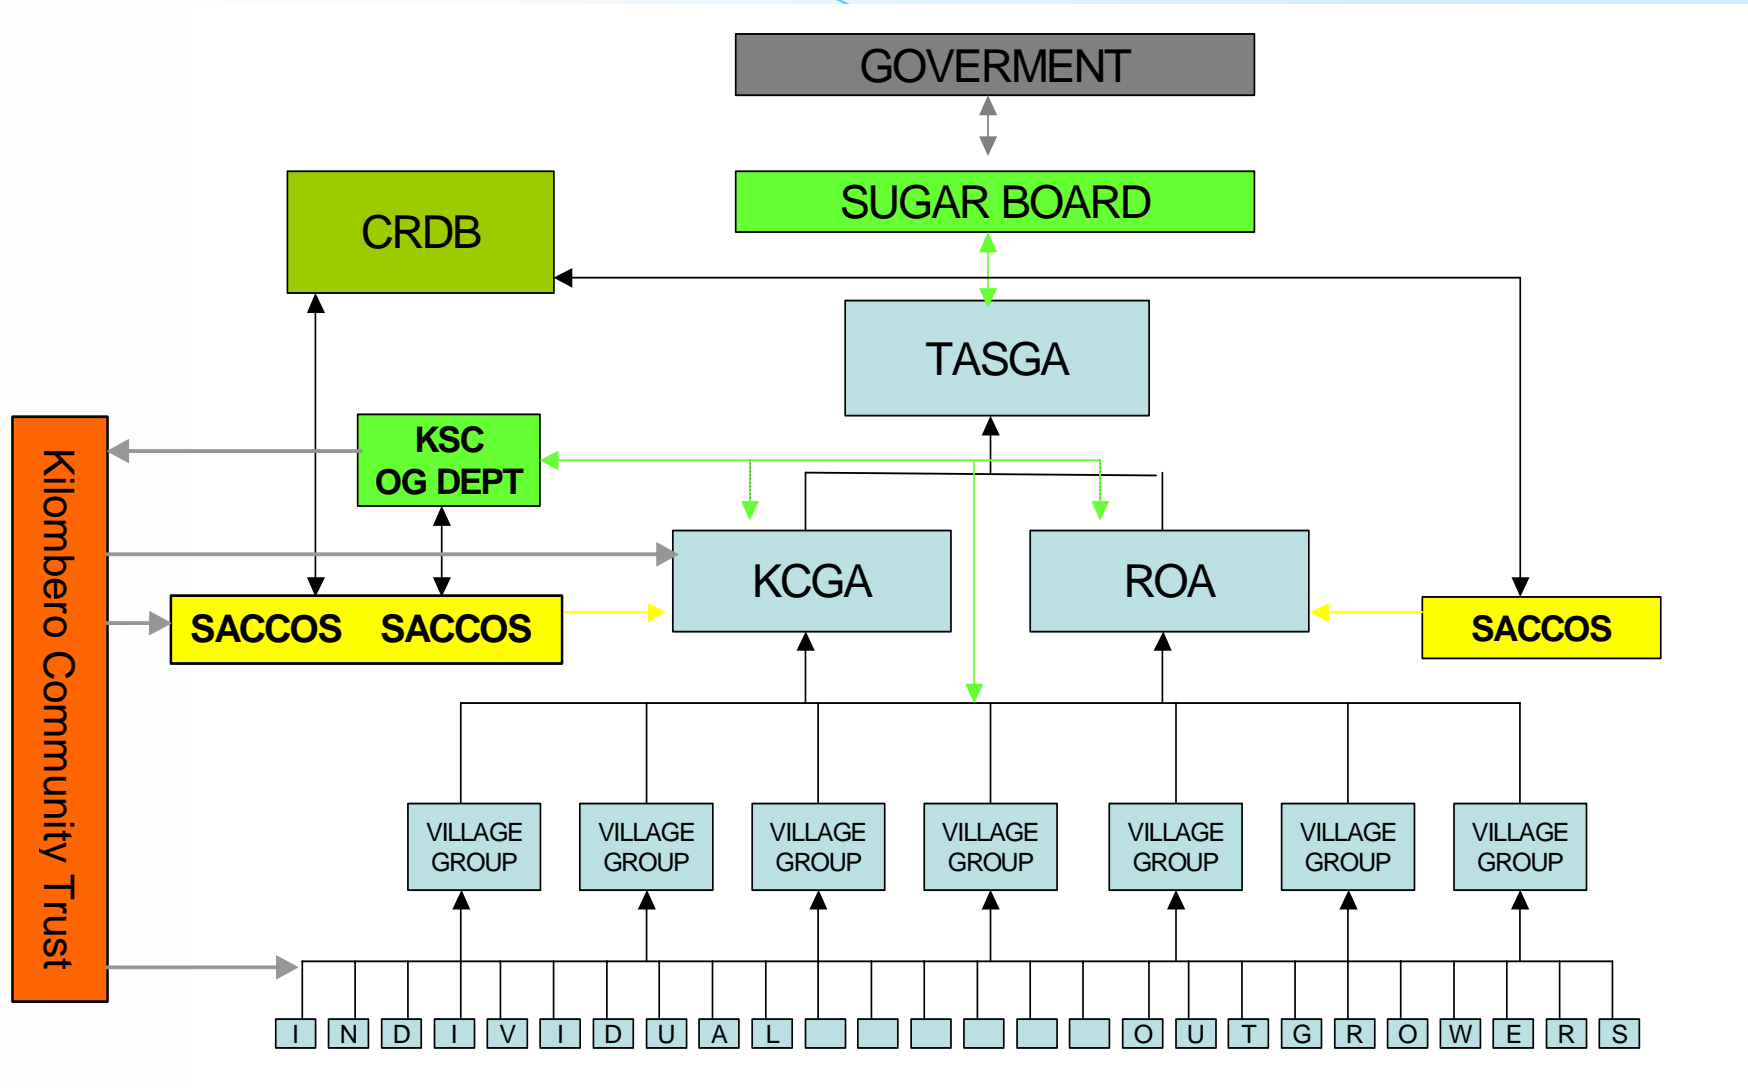 GOVERMENT
SUGAR BOARD
CRDB
TASGA
KSC
OG DEPT
KCGA
ROA
SACCOS SACCOS
SACCOS
Kilombero Community Trust
VILLAGE
GROUP
VILLAGE
GROUP
VILLAGE
GROUP
VILLAGE
GROUP
VILLAGE
GROUP
VILLAGE
GROUP
VILLAGE
GROUP
I N D I V I D U A L O U T G R O W E R S